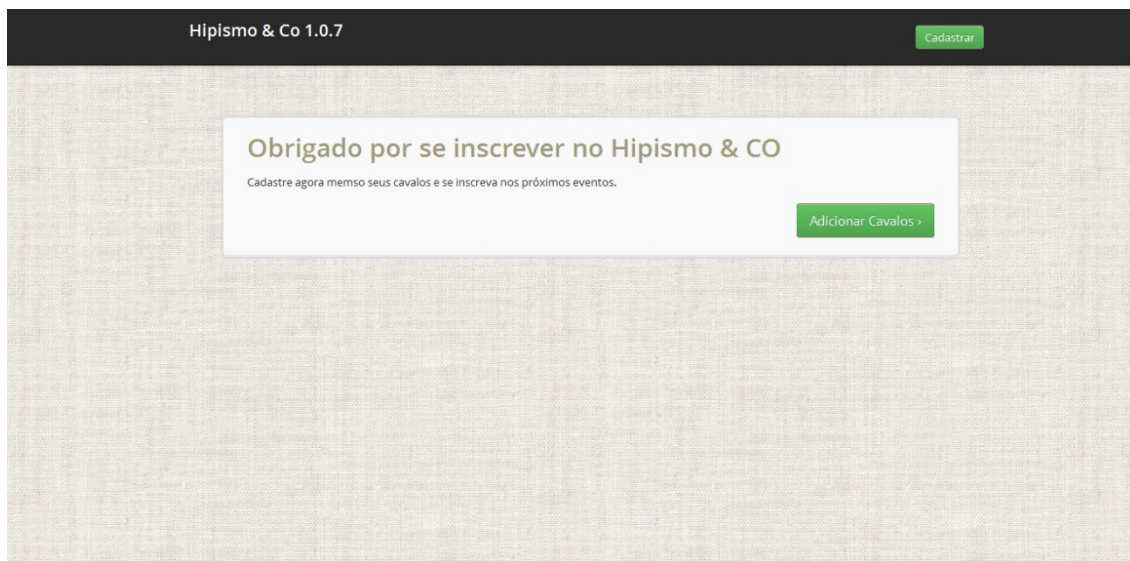 Hipismo & Co 1.0.7
Cadastrar
Obrigado por se inscrever no Hipismo & CO
Cadastre agora memso seus cavalos e se inscreva nos próximos eventos.
Adicionar Cavalos ›